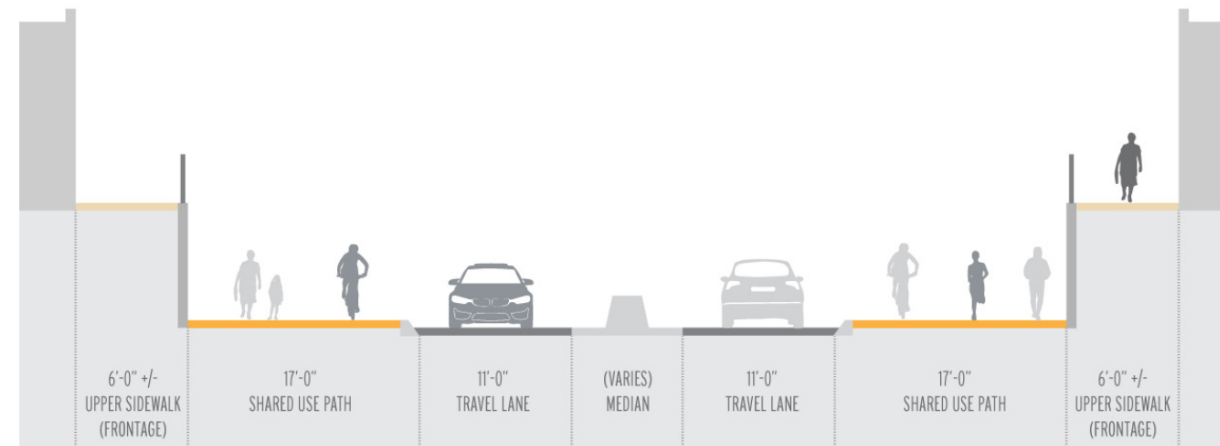 6'-0" +/-
UPPER SIDEWALK
(FRONTAGE)
17'-0"
SHARED USE PATH
11'-0"
TRAVEL LANE
(VARIES)
MEDIAN
11'-0"
TRAVEL LANE
17'-0"
SHARED USE PATH
6'-0" +/-
UPPER SIDEWALK
(FRONTAGE)